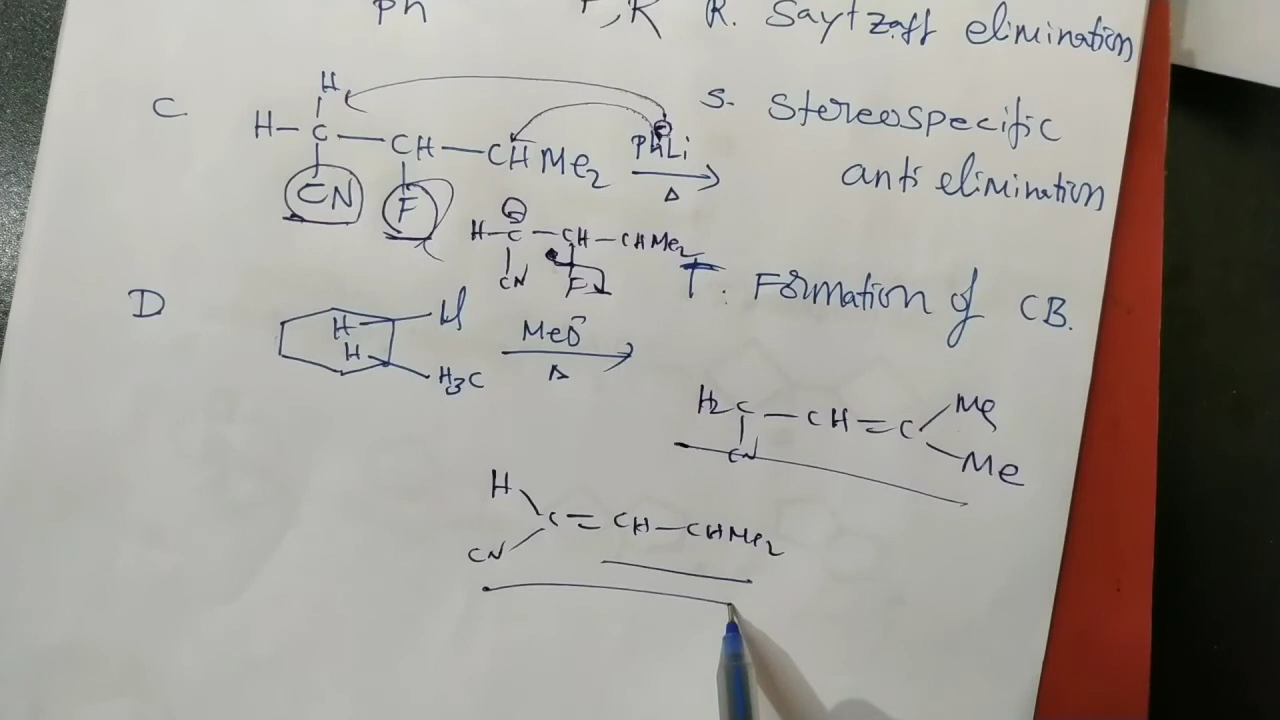 Ph P, R R. Saytzaff elimination
C. H
H–C–CH–CHMe2 PhLi Δ
CN F
S. Stereospecific
anti elimination
⊖
H–C–CH–CHMe2
CN F
T. Formation of CB.
D
H
H H3C
MeO⁻
Δ
H2C–CH=C Me
CN Me
H
C=CH–CHMe2
CN